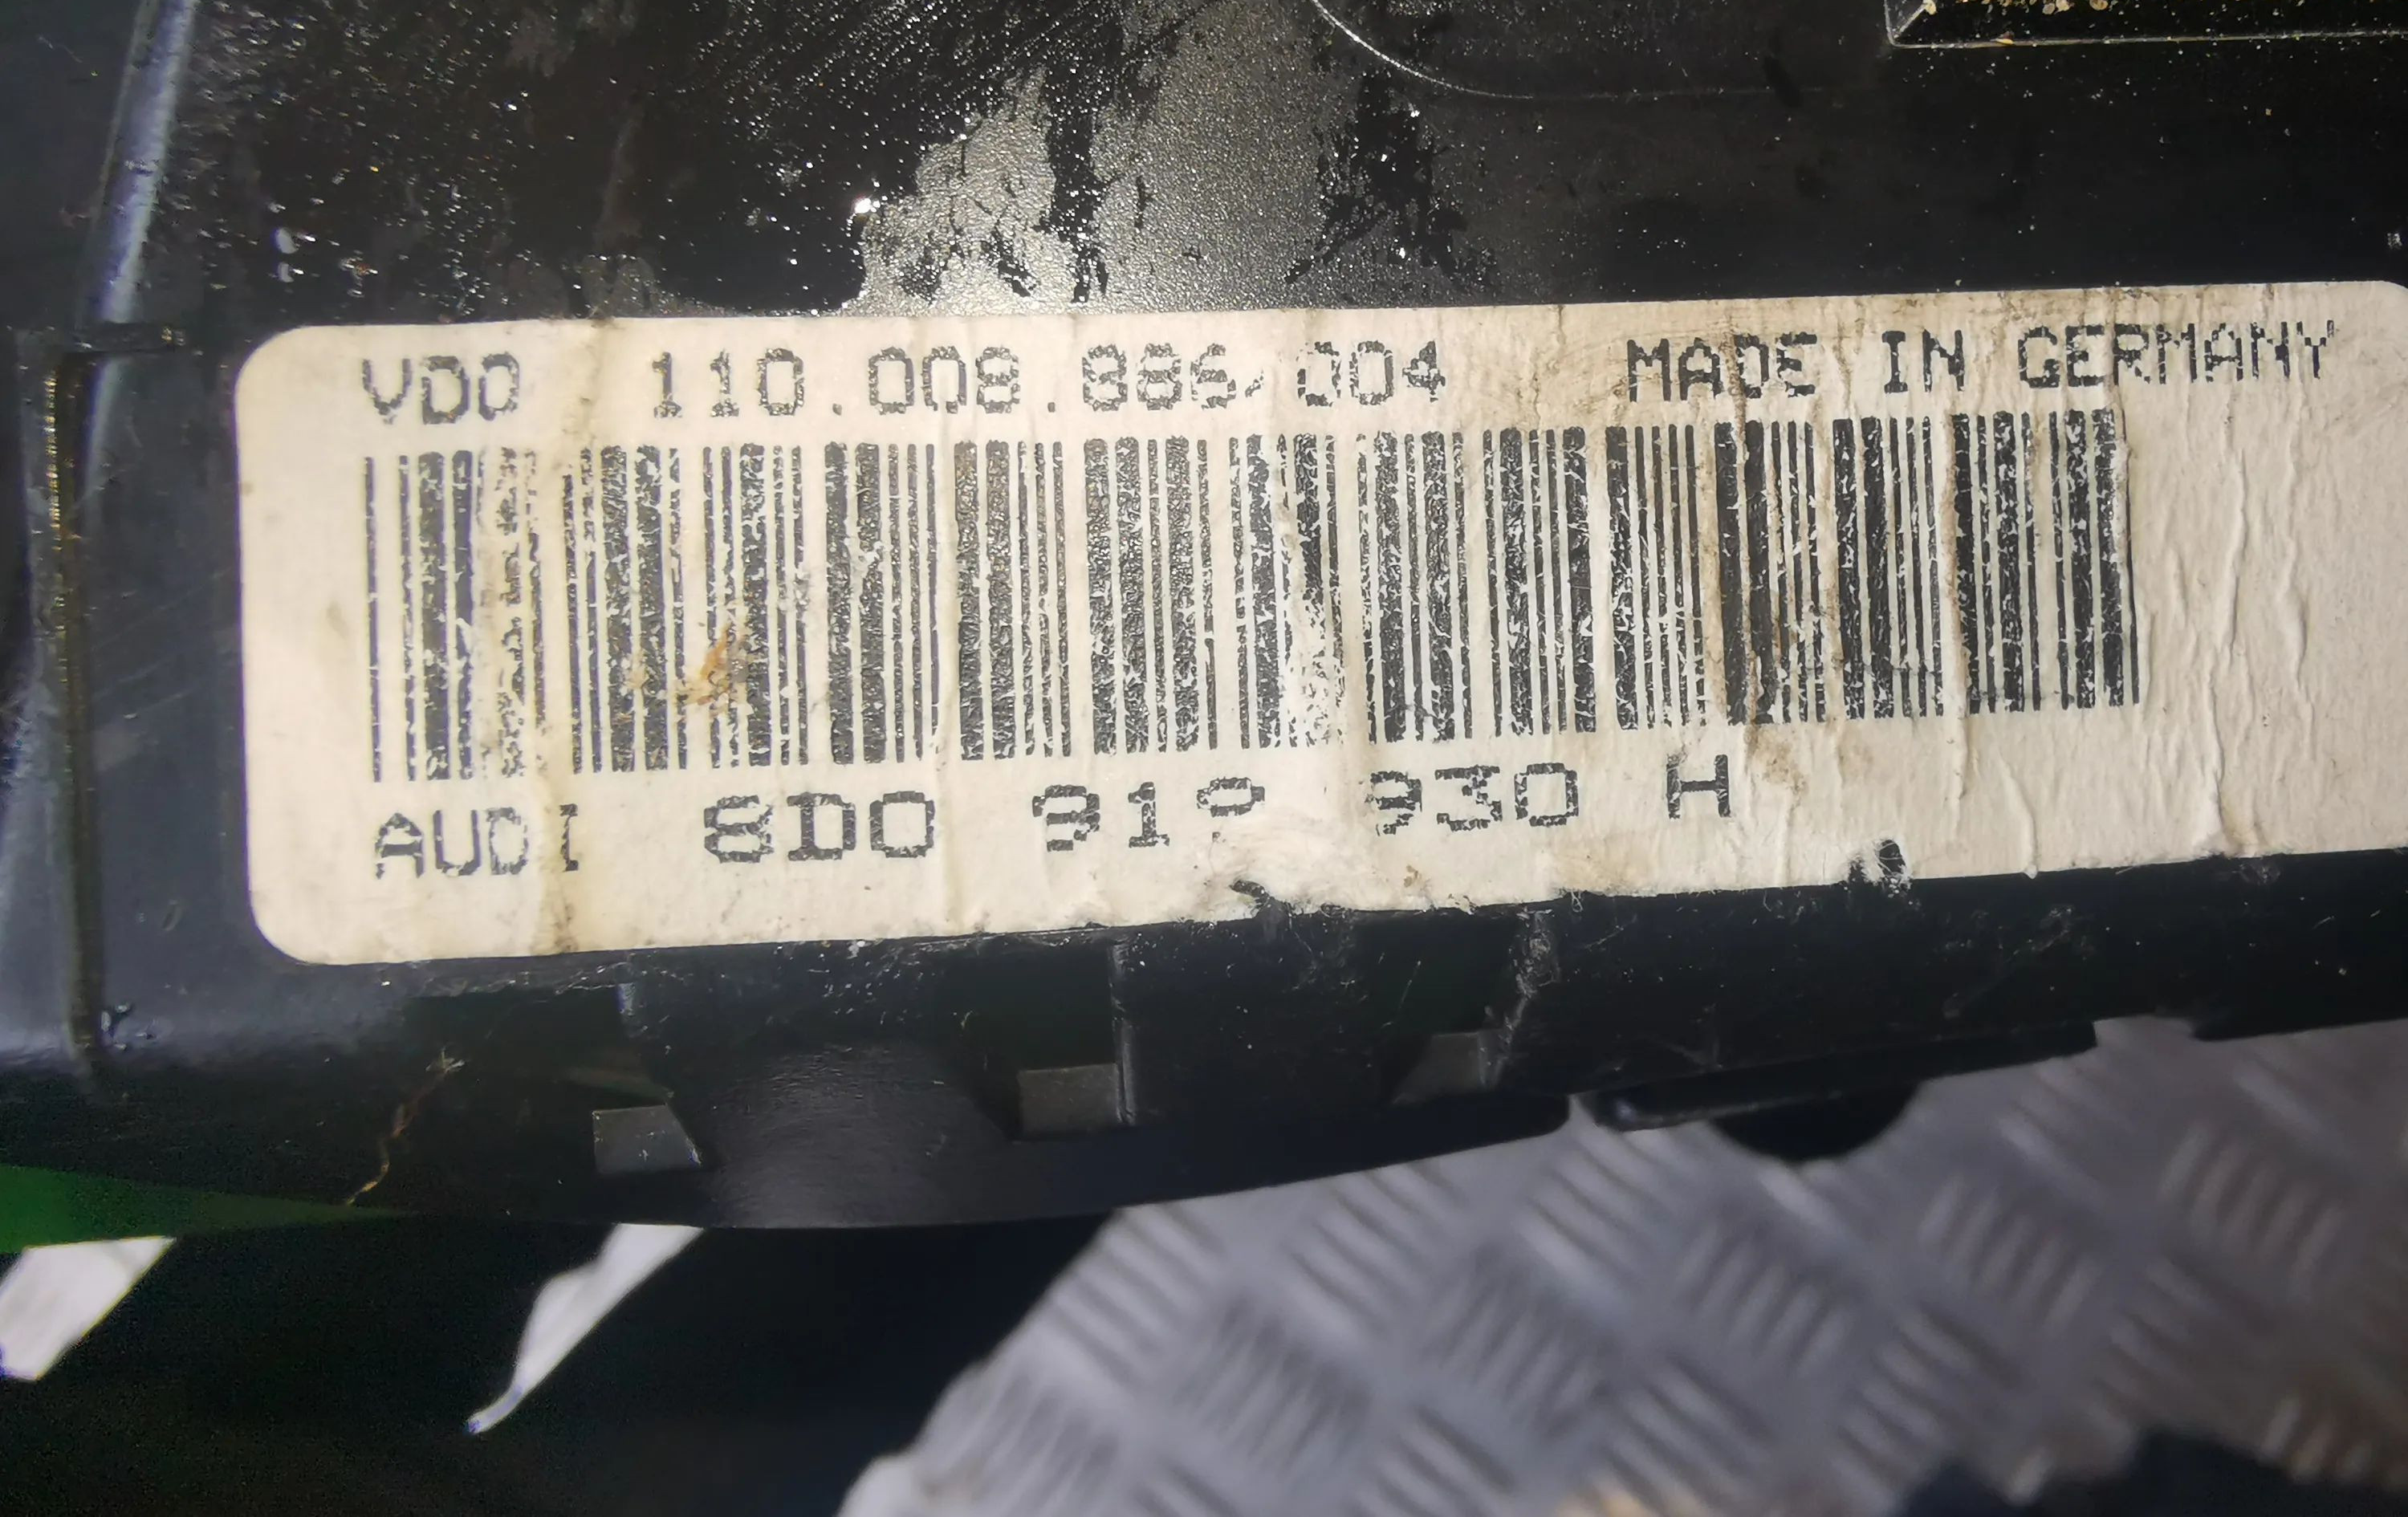 VDO 110.008.886/004 MADE IN GERMANY
AUDI 8D0 919 930 H